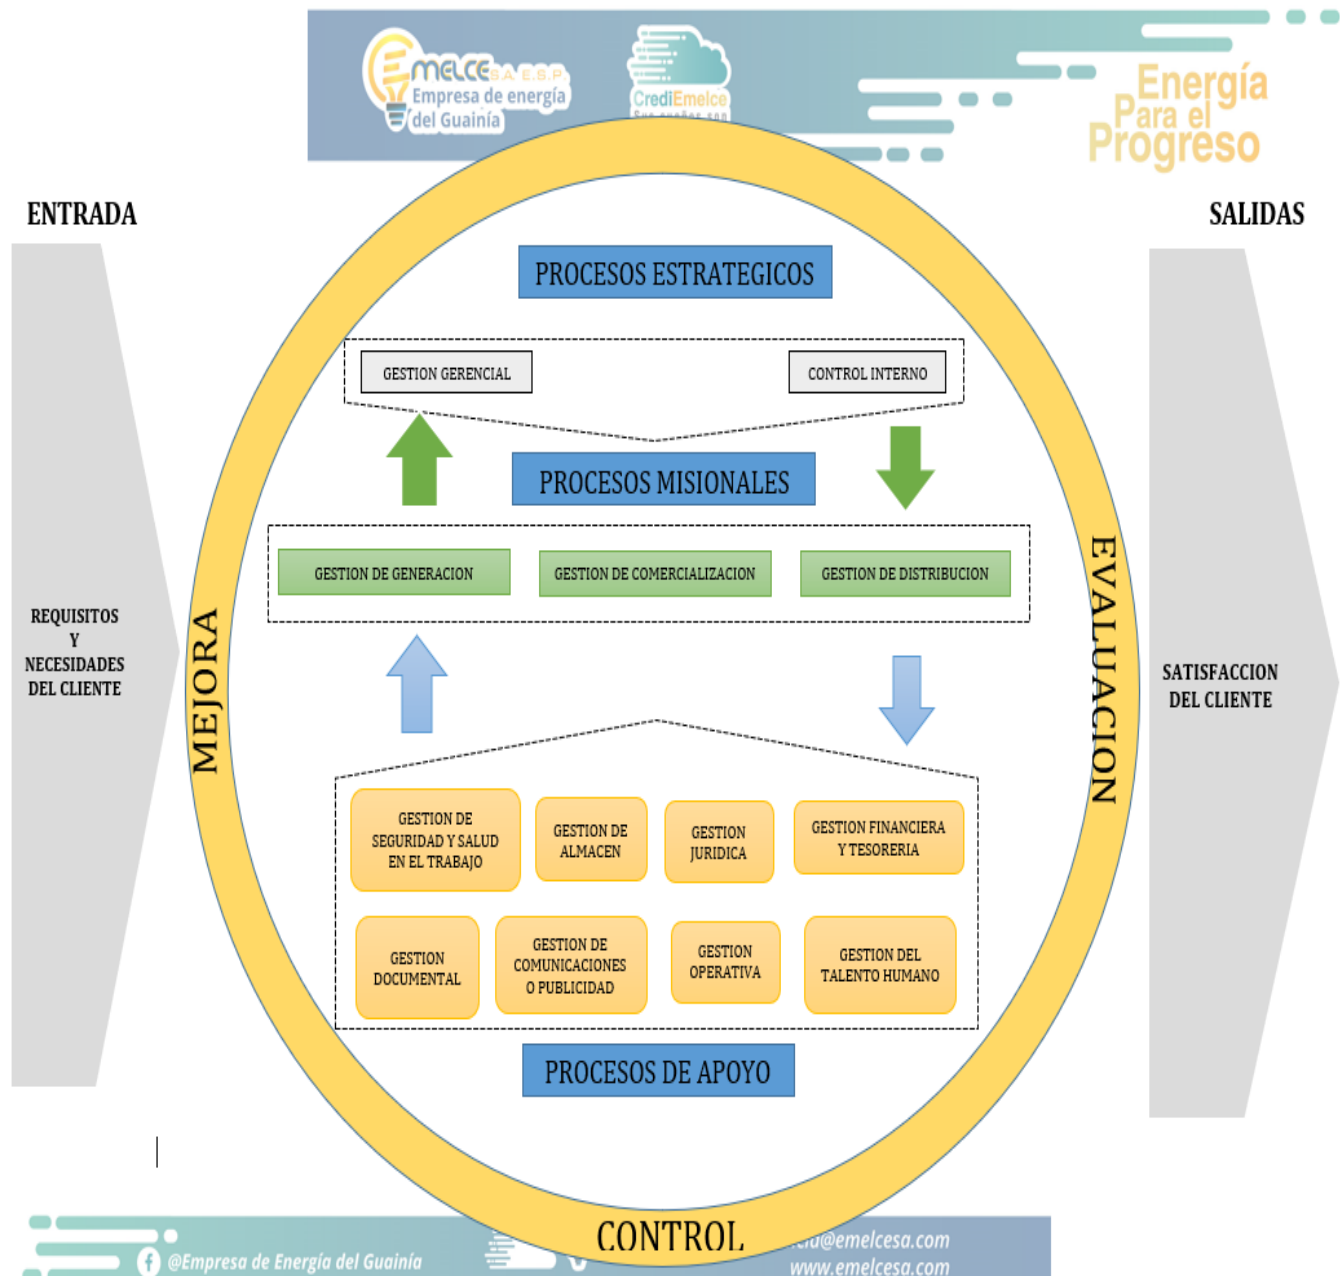 EMELCE S.A. E.S.P.
Empresa de energía
del Guainía
CrediEmelce
Sus sueños son
Energía
Para el
Progreso
ENTRADA
SALIDAS
PROCESOS ESTRATEGICOS
GESTION GERENCIAL
CONTROL INTERNO
PROCESOS MISIONALES
GESTION DE GENERACION
GESTION DE COMERCIALIZACION
GESTION DE DISTRIBUCION
REQUISITOS
Y
NECESIDADES
DEL CLIENTE
MEJORA
EVALUACION
SATISFACCION
DEL CLIENTE
GESTION DE
SEGURIDAD Y SALUD
EN EL TRABAJO
GESTION DE
ALMACEN
GESTION
JURIDICA
GESTION FINANCIERA
Y TESORERIA
GESTION
DOCUMENTAL
GESTION DE
COMUNICACIONES
O PUBLICIDAD
GESTION
OPERATIVA
GESTION DEL
TALENTO HUMANO
PROCESOS DE APOYO
CONTROL
@Empresa de Energía del Guainía
@emelcesa.com
www.emelcesa.com